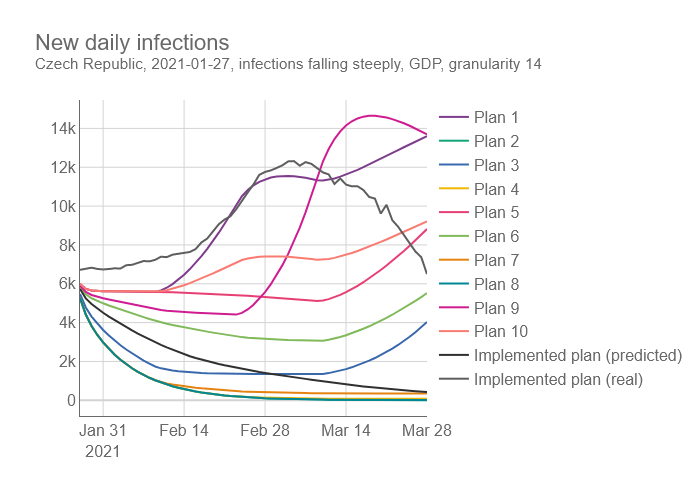 New daily infections
Czech Republic, 2021-01-27, infections falling steeply, GDP, granularity 14
14k
12k
10k
8k
6k
4k
2k
0
Jan 31
2021
Feb 14
Feb 28
Mar 14
Mar 28
Plan 1
Plan 2
Plan 3
Plan 4
Plan 5
Plan 6
Plan 7
Plan 8
Plan 9
Plan 10
Implemented plan (predicted)
Implemented plan (real)